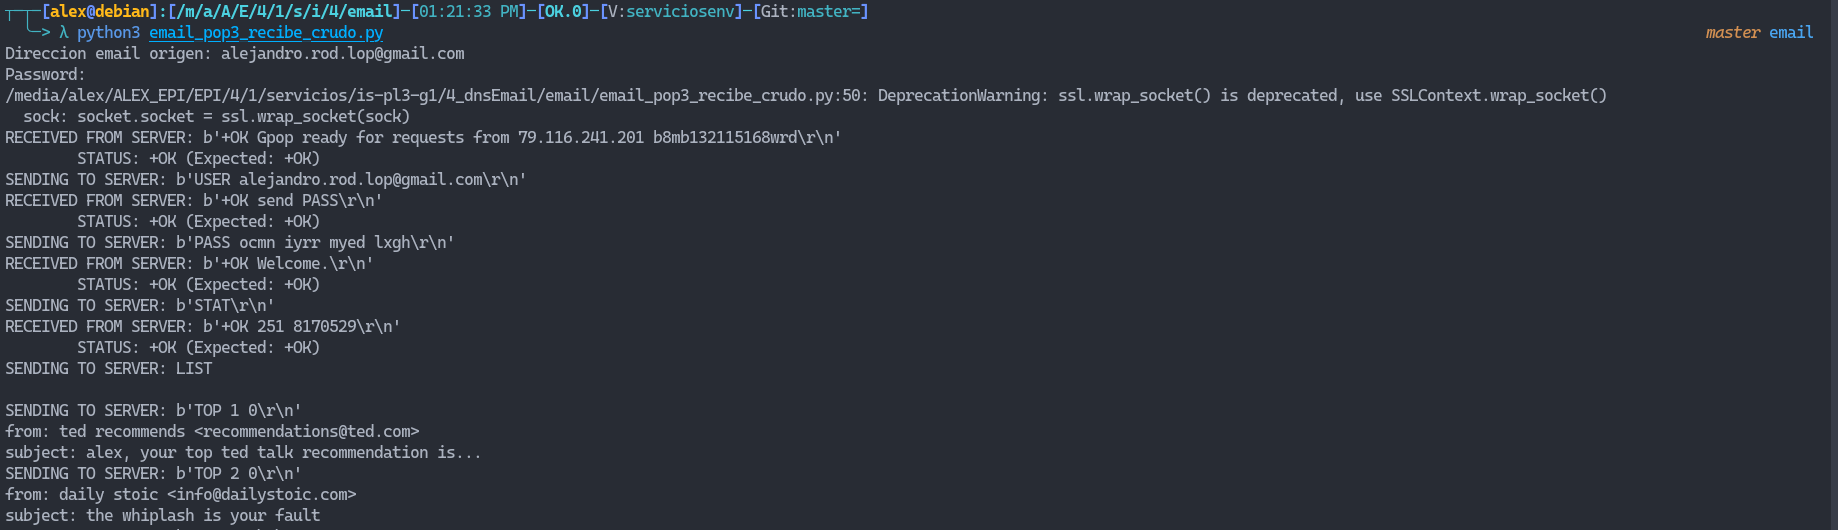 [alex@debian]:[/m/a/A/E/4/1/s/i/4/email]-[01:21:33 PM]-[OK.0]-[V:serviciosenv]-[Git:master=]
> λ python3 email_pop3_recibe_crudo.py master email
Direccion email origen: alejandro.rod.lop@gmail.com
Password:
/media/alex/ALEX_EPI/EPI/4/1/servicios/is-pl3-g1/4_dnsEmail/email/email_pop3_recibe_crudo.py:50: DeprecationWarning: ssl.wrap_socket() is deprecated, use SSLContext.wrap_socket()
  sock: socket.socket = ssl.wrap_socket(sock)
RECEIVED FROM SERVER: b'+OK Gpop ready for requests from 79.116.241.201 b8mb132115168wrd\r\n'
        STATUS: +OK (Expected: +OK)
SENDING TO SERVER: b'USER alejandro.rod.lop@gmail.com\r\n'
RECEIVED FROM SERVER: b'+OK send PASS\r\n'
        STATUS: +OK (Expected: +OK)
SENDING TO SERVER: b'PASS ocmn iyrr myed lxgh\r\n'
RECEIVED FROM SERVER: b'+OK Welcome.\r\n'
        STATUS: +OK (Expected: +OK)
SENDING TO SERVER: b'STAT\r\n'
RECEIVED FROM SERVER: b'+OK 251 8170529\r\n'
        STATUS: +OK (Expected: +OK)
SENDING TO SERVER: LIST
SENDING TO SERVER: b'TOP 1 0\r\n'
from: ted recommends <recommendations@ted.com>
subject: alex, your top ted talk recommendation is...
SENDING TO SERVER: b'TOP 2 0\r\n'
from: daily stoic <info@dailystoic.com>
subject: the whiplash is your fault